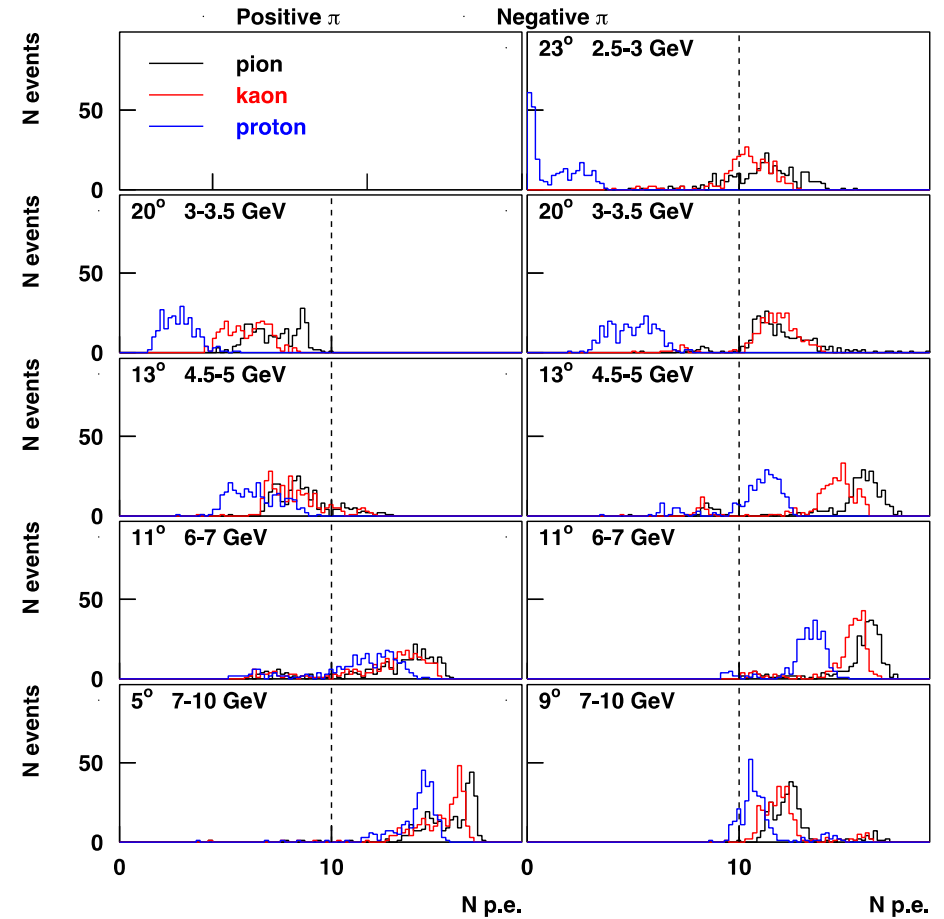 Positive π Negative π
N events
50
0
pion
kaon
proton
23° 2.5-3 GeV
N events
50
0
20° 3-3.5 GeV
20° 3-3.5 GeV
N events
50
0
13° 4.5-5 GeV
13° 4.5-5 GeV
N events
50
0
11° 6-7 GeV
11° 6-7 GeV
N events
50
0
5° 7-10 GeV
9° 7-10 GeV
0 10 0 10
N p.e. N p.e.